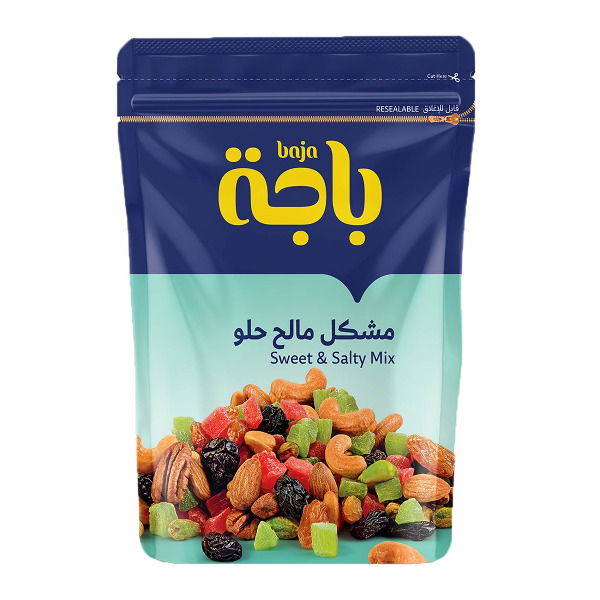 Cut Here
RESEALABLE قابل للإغلاق
baja
باجة
مشكل مالح حلو
Sweet & Salty Mix